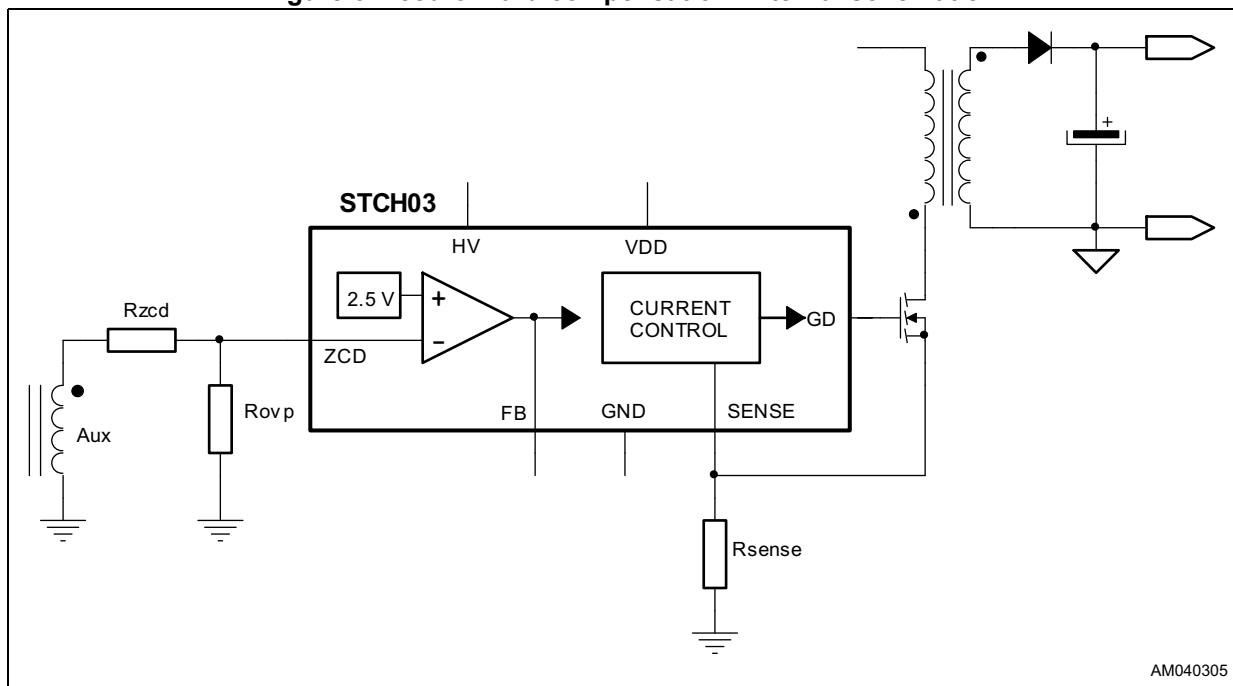 STCH03
HV
VDD
2.5 V
+
−
CURRENT
CONTROL
GD
Rzcd
ZCD
Rovp
Aux
FB
GND
SENSE
Rsense
+
AM040305